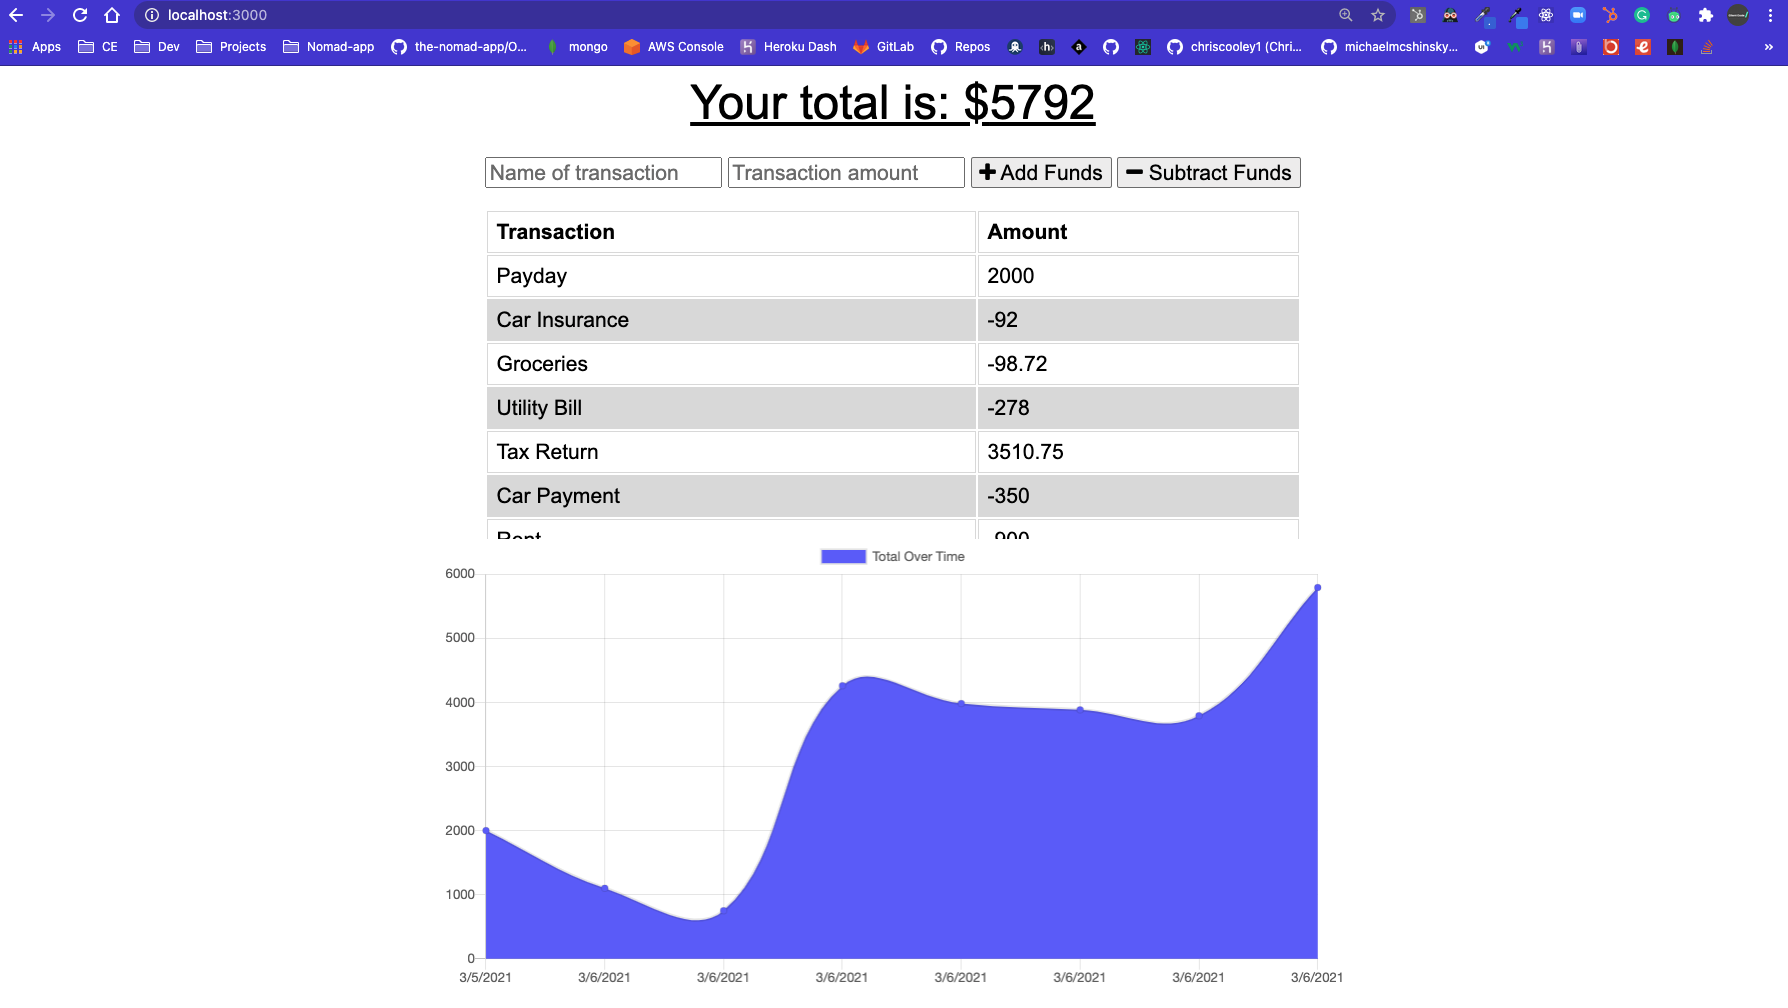 localhost:3000
Apps CE Dev Projects Nomad-app the-nomad-app/O... mongo AWS Console Heroku Dash GitLab Repos chriscooley1 (Chri... michaelmcshinsky... »
Your total is: $5792
Name of transaction Transaction amount Add Funds Subtract Funds
Transaction Amount
Payday 2000
Car Insurance -92
Groceries -98.72
Utility Bill -278
Tax Return 3510.75
Car Payment -350
Rent -900
Total Over Time
6000
5000
4000
3000
2000
1000
0
3/5/2021 3/6/2021 3/6/2021 3/6/2021 3/6/2021 3/6/2021 3/6/2021 3/6/2021